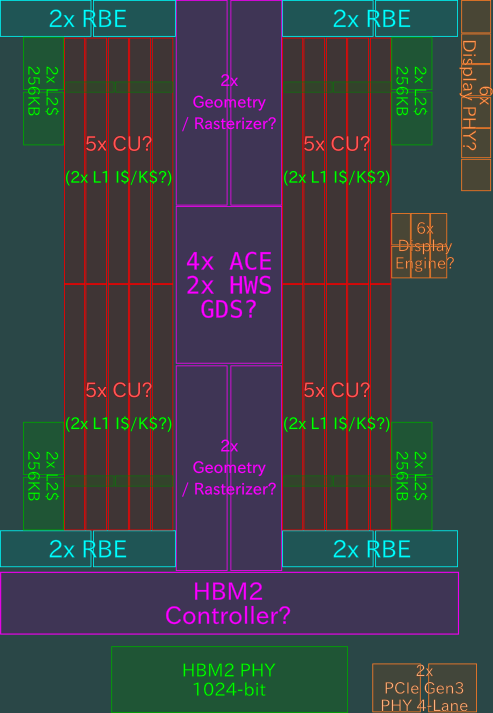 2x RBE
2x
Geometry
/ Rasterizer?
2x RBE
6x
Display PHY?
2x L2$
256KB
5x CU?
(2x L1 I$/K$?)
5x CU?
(2x L1 I$/K$?)
2x L2$
256KB
4x ACE
2x HWS
GDS?
6x
Display
Engine?
5x CU?
(2x L1 I$/K$?)
5x CU?
(2x L1 I$/K$?)
2x L2$
256KB
2x
Geometry
/ Rasterizer?
2x L2$
256KB
2x RBE
2x RBE
HBM2
Controller?
HBM2 PHY
1024-bit
2x
PCIe Gen3
PHY 4-Lane